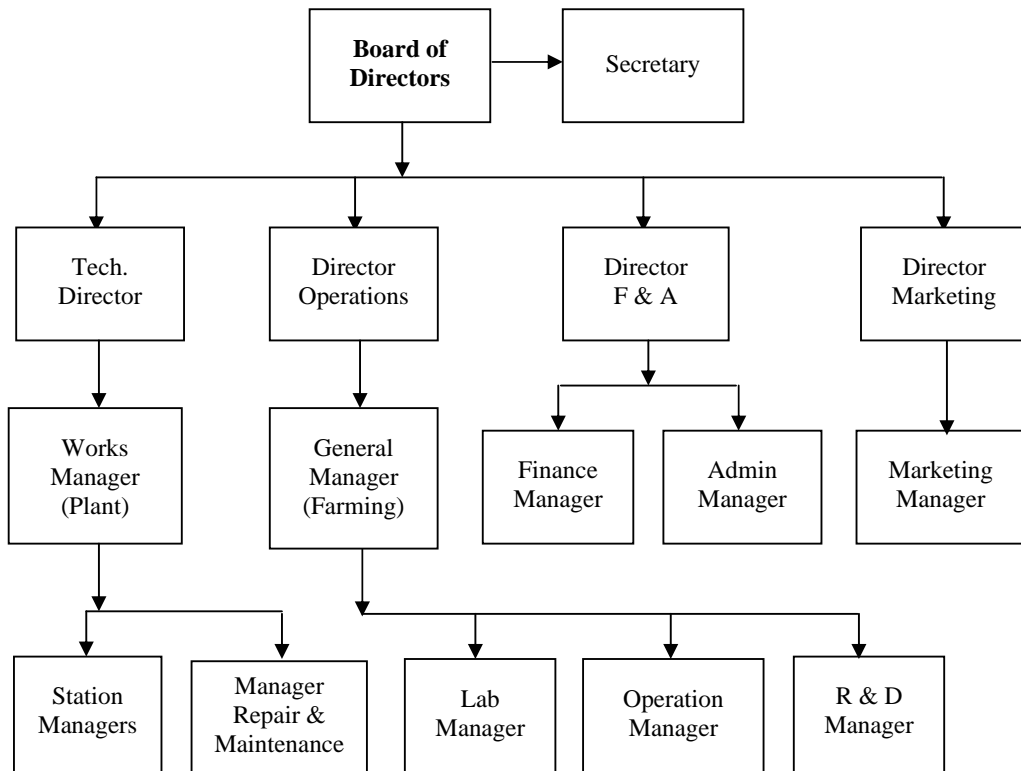 Board of
Directors
Secretary
Tech.
Director
Director
Operations
Director
F & A
Director
Marketing
Works
Manager
(Plant)
General
Manager
(Farming)
Finance
Manager
Admin
Manager
Marketing
Manager
Station
Managers
Manager
Repair &
Maintenance
Lab
Manager
Operation
Manager
R & D
Manager